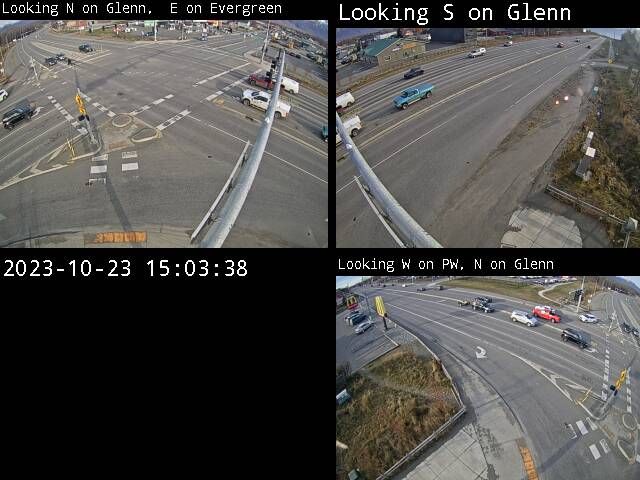 Looking N on Glenn,  E on Evergreen
Looking S on Glenn
2023-10-23 15:03:38
Looking W on PW, N on Glenn